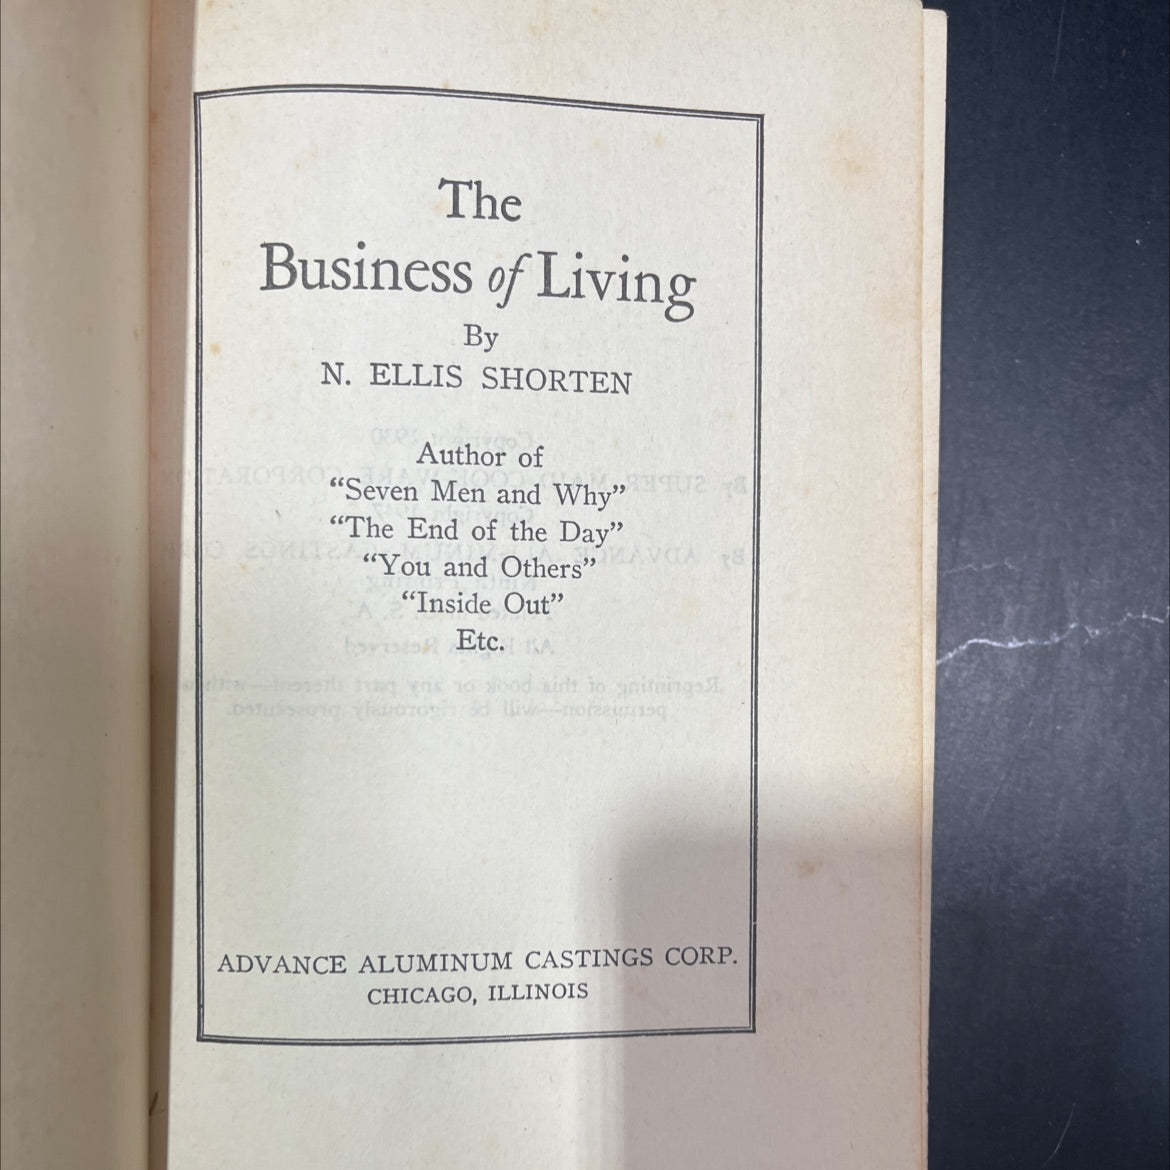 The
Business of Living
By
N. ELLIS SHORTEN
Author of
“Seven Men and Why”
“The End of the Day”
“You and Others”
“Inside Out”
Etc.
ADVANCE ALUMINUM CASTINGS CORP.
CHICAGO, ILLINOIS